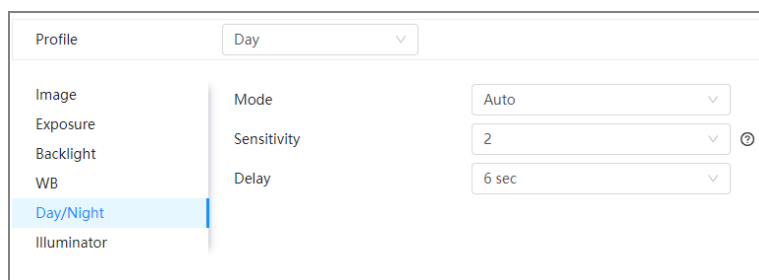 Profile Day
Image
Exposure
Backlight
WB
Day/Night
Illuminator
Mode Auto
Sensitivity 2
Delay 6 sec